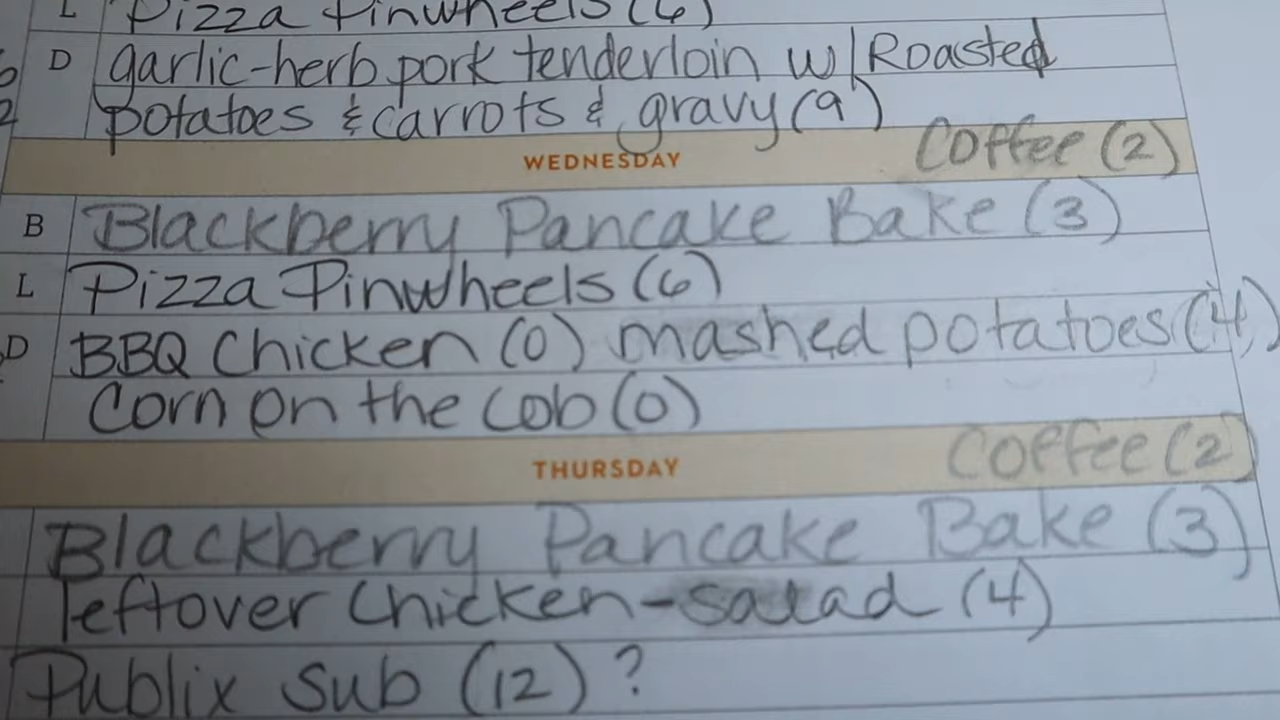 L Pizza Pinwheels (6)
D garlic-herb pork tenderloin w/ Roasted
potatoes & carrots & gravy (9)
WEDNESDAY Coffee (2)
B Blackberry Pancake Bake (3)
L Pizza Pinwheels (6)
D BBQ Chicken (0) mashed potatoes (4)
Corn on the cob (0)
THURSDAY Coffee (2)
Blackberry Pancake Bake (3)
leftover chicken-salad (4)
Publix Sub (12) ?